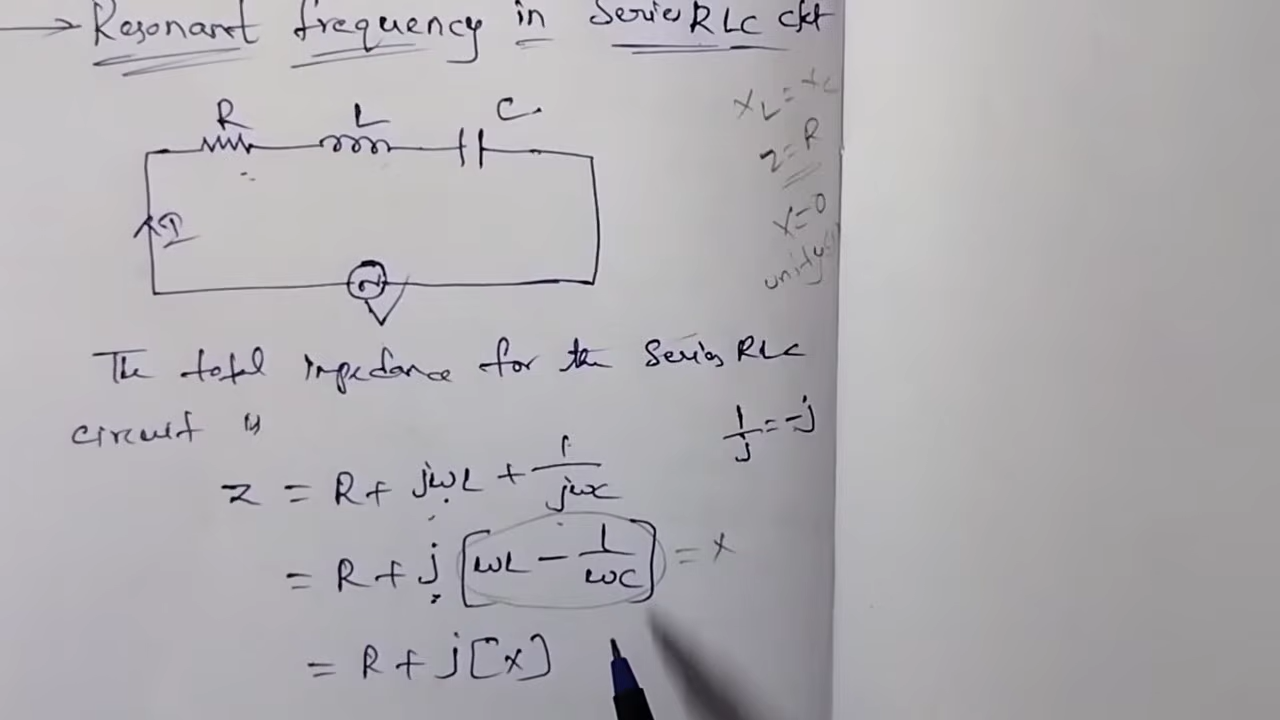 → Resonant frequency in Series RLC ckt
X_L = X_C
Z = R
X = 0
unity
R L C
I
V
The total impedance for the Series RLC
circuit is
1/j = -j
Z = R + jωL + 1/jωC
= R + j [ωL - 1/ωC] = X
= R + j[X]